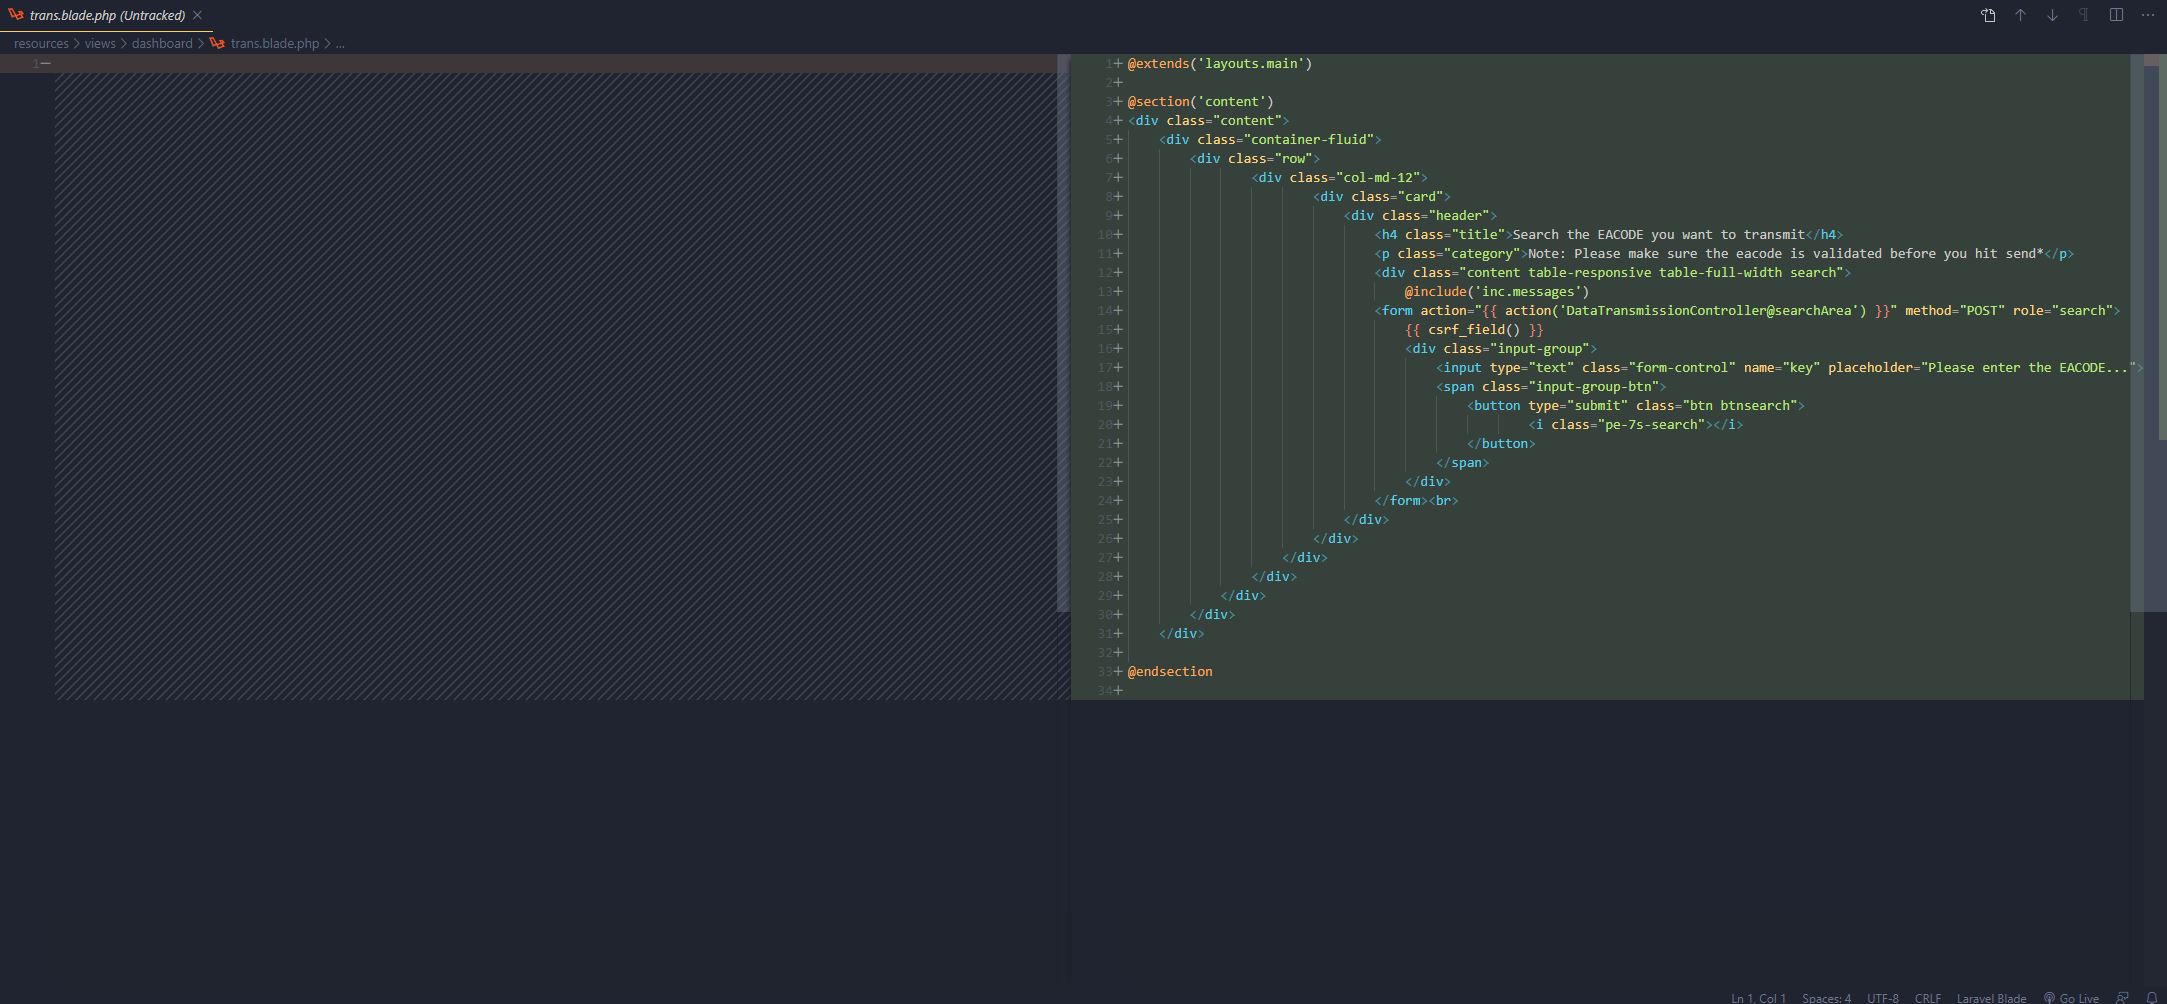 trans.blade.php (Untracked)
resources > views > dashboard > trans.blade.php > ...
1
1+ @extends('layouts.main')
2+
3+ @section('content')
4+ <div class="content">
5+ <div class="container-fluid">
6+ <div class="row">
7+ <div class="col-md-12">
8+ <div class="card">
9+ <div class="header">
10+ <h4 class="title">Search the EACODE you want to transmit</h4>
11+ <p class="category">Note: Please make sure the eacode is validated before you hit send*</p>
12+ <div class="content table-responsive table-full-width search">
13+ @include('inc.messages')
14+ <form action="{{ action('DataTransmissionController@searchArea') }}" method="POST" role="search">
15+ {{ csrf_field() }}
16+ <div class="input-group">
17+ <input type="text" class="form-control" name="key" placeholder="Please enter the EACODE...">
18+ <span class="input-group-btn">
19+ <button type="submit" class="btn btnsearch">
20+ <i class="pe-7s-search"></i>
21+ </button>
22+ </span>
23+ </div>
24+ </form><br>
25+ </div>
26+ </div>
27+ </div>
28+ </div>
29+ </div>
30+ </div>
31+ </div>
32+
33+ @endsection
34+
Ln 1, Col 1 Spaces: 4 UTF-8 CRLF Laravel Blade Go Live